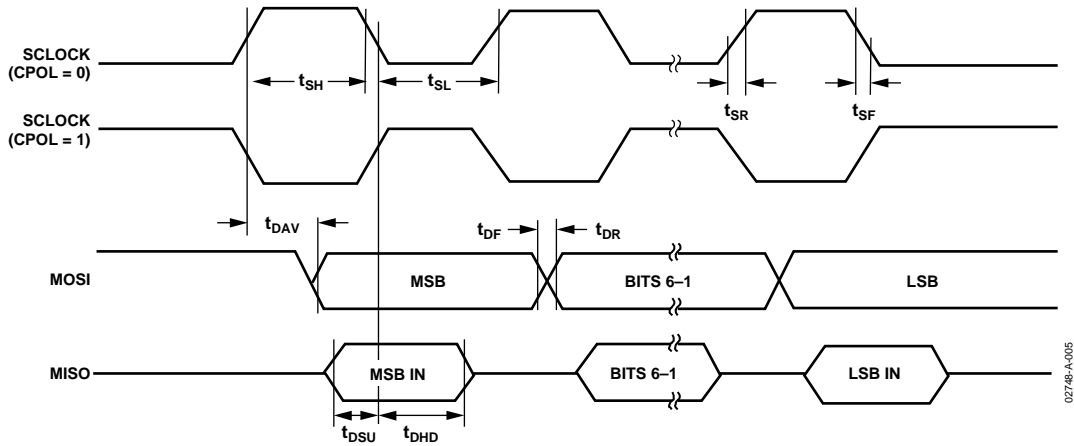 SCLOCK
(CPOL = 0)
tSH
tSL
tSR
tSF
SCLOCK
(CPOL = 1)
tDAV
tDF
tDR
MOSI
MSB
BITS 6–1
LSB
MISO
MSB IN
BITS 6–1
LSB IN
tDSU
tDHD
02748-A-005